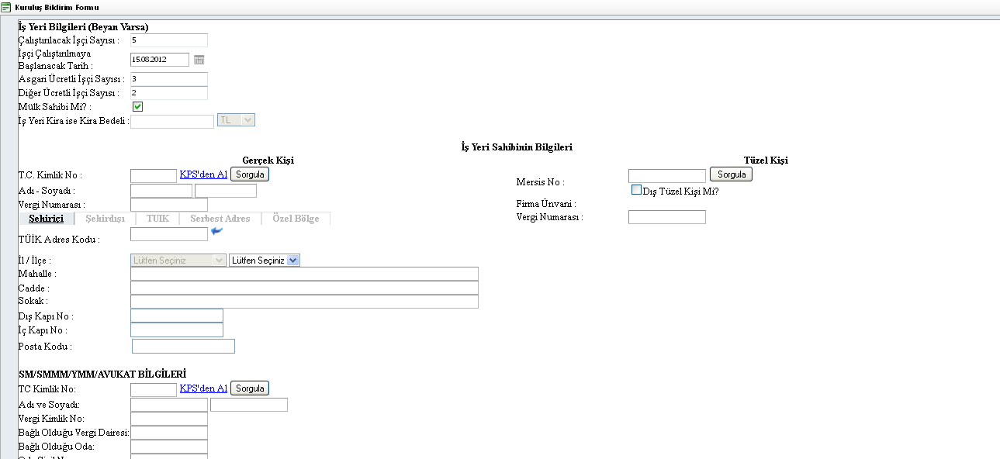 Kuruluş Bildirim Formu
İş Yeri Bilgileri (Beyan Varsa)
Çalıştırılacak İşçi Sayısı : 5
İşçi Çalıştırılmaya
Başlanacak Tarih : 15.08.2012
Asgari Ücretli İşçi Sayısı : 3
Diğer Ücretli İşçi Sayısı : 2
Mülk Sahibi Mi? :
İş Yeri Kira ise Kira Bedeli : TL
İş Yeri Sahibinin Bilgileri
Gerçek Kişi Tüzel Kişi
T.C. Kimlik No : KPS'den Al Sorgula
Mersis No : Sorgula
Adı - Soyadı :
Dış Tüzel Kişi Mi?
Vergi Numarası :
Firma Ünvani :
Şehiriçi Şehirdışı TUIK Serbest Adres Özel Bölge
Vergi Numarası :
TÜİK Adres Kodu :
İl / İlçe : Lütfen Seçiniz Lütfen Seçiniz
Mahalle :
Cadde :
Sokak :
Dış Kapı No :
İç Kapı No :
Posta Kodu :
SM/SMMM/YMM/AVUKAT BİLGİLERİ
TC Kimlik No: KPS'den Al Sorgula
Adı ve Soyadı:
Vergi Kimlik No:
Bağlı Olduğu Vergi Dairesi:
Bağlı Olduğu Oda: